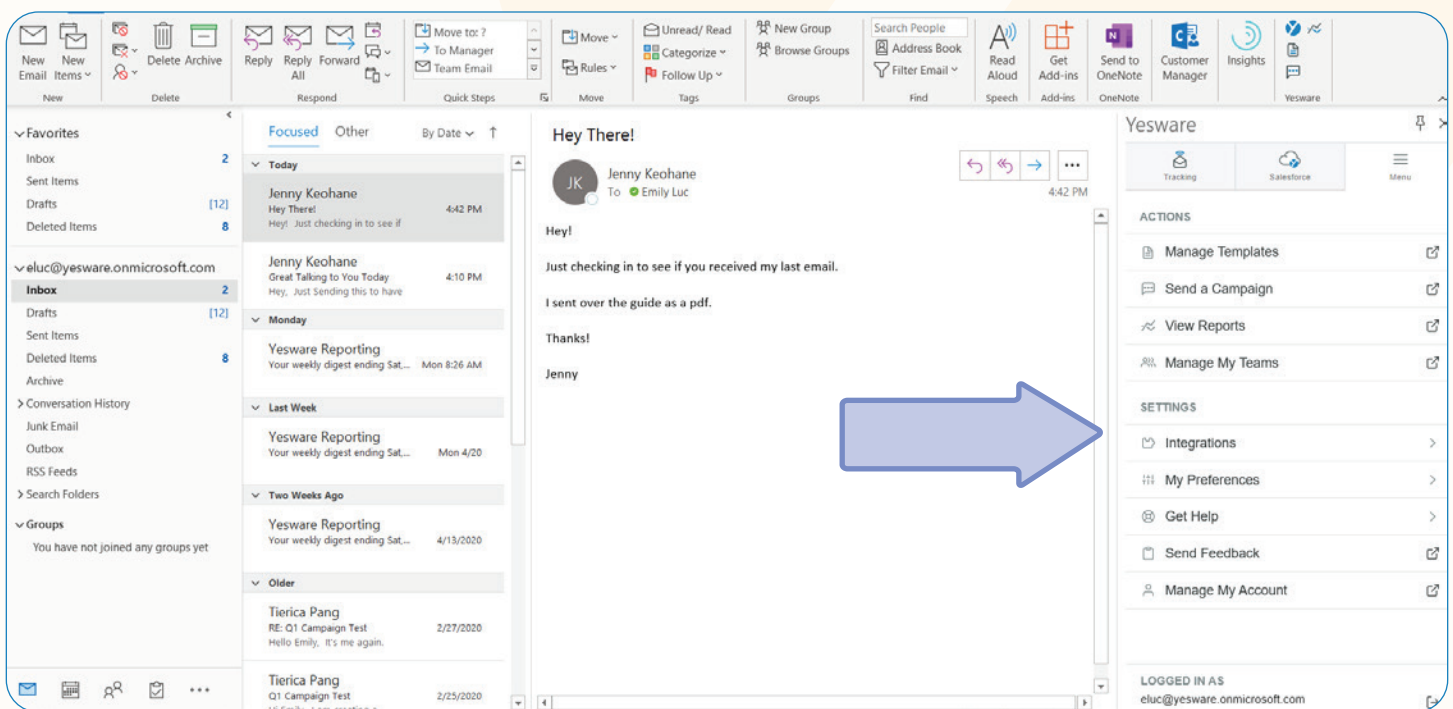 New Email
New Items
New
Delete
Archive
Delete
Reply
Reply All
Forward
Respond
Move to: ?
To Manager
Team Email
Quick Steps
Move
Rules
Move
Unread/ Read
Categorize
Follow Up
Tags
New Group
Browse Groups
Groups
Search People
Address Book
Filter Email
Find
A
Read Aloud
Speech
Get Add-ins
Add-ins
N
Send to OneNote
OneNote
Customer Manager
Insights
Yesware
Favorites
Inbox 2
Sent Items
Drafts [12]
Deleted Items 8
eluc@yesware.onmicrosoft.com
Inbox 2
Drafts [12]
Sent Items
Deleted Items 8
Archive
Conversation History
Junk Email
Outbox
RSS Feeds
Search Folders
Groups
You have not joined any groups yet
Focused Other By Date
Today
Jenny Keohane
Hey There! 4:42 PM
Hey! Just checking in to see if
Jenny Keohane
Great Talking to You Today 4:10 PM
Hey, Just Sending this to have
Monday
Yesware Reporting
Your weekly digest ending Sat,... Mon 8:26 AM
Last Week
Yesware Reporting
Your weekly digest ending Sat,... Mon 4/20
Two Weeks Ago
Yesware Reporting
Your weekly digest ending Sat,... 4/13/2020
Older
Tierica Pang
RE: Q1 Campaign Test 2/27/2020
Hello Emily, It's me again.
Tierica Pang
Q1 Campaign Test 2/25/2020
Hey There!
JK
Jenny Keohane
To Emily Luc
4:42 PM
Hey!
Just checking in to see if you received my last email.
I sent over the guide as a pdf.
Thanks!
Jenny
Yesware
Tracking Salesforce Menu
ACTIONS
Manage Templates
Send a Campaign
View Reports
Manage My Teams
SETTINGS
Integrations
My Preferences
Get Help
Send Feedback
Manage My Account
LOGGED IN AS
eluc@yesware.onmicrosoft.com